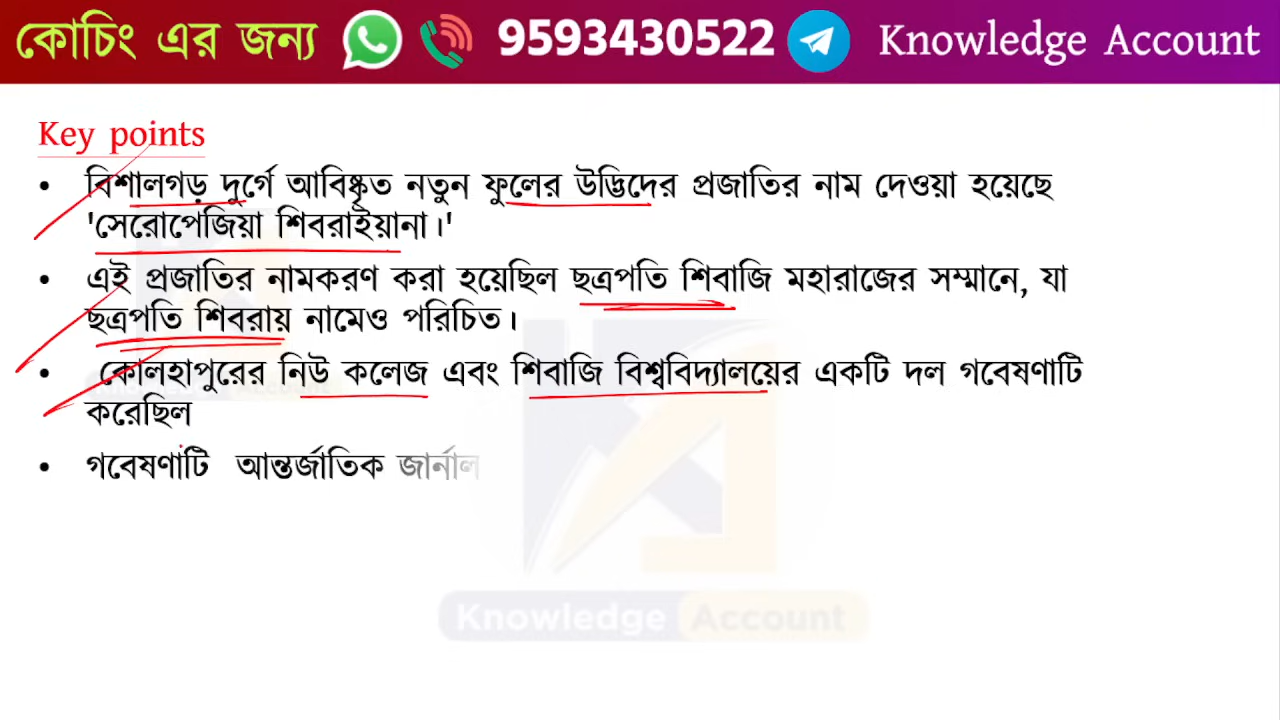 কোচিং এর জন্য 9593430522 Knowledge Account
Key points
• বিশালগড় দুর্গে আবিষ্কৃত নতুন ফুলের উদ্ভিদের প্রজাতির নাম দেওয়া হয়েছে
'সেরোপেজিয়া শিবরাইয়ানা।'
• এই প্রজাতির নামকরণ করা হয়েছিল ছত্রপতি শিবাজি মহারাজের সম্মানে, যা
ছত্রপতি শিবরায় নামেও পরিচিত।
• কোলহাপুরের নিউ কলেজ এবং শিবাজি বিশ্ববিদ্যালয়ের একটি দল গবেষণাটি
করেছিল
• গবেষণাটি আন্তর্জাতিক জার্নাল
Knowledge Account